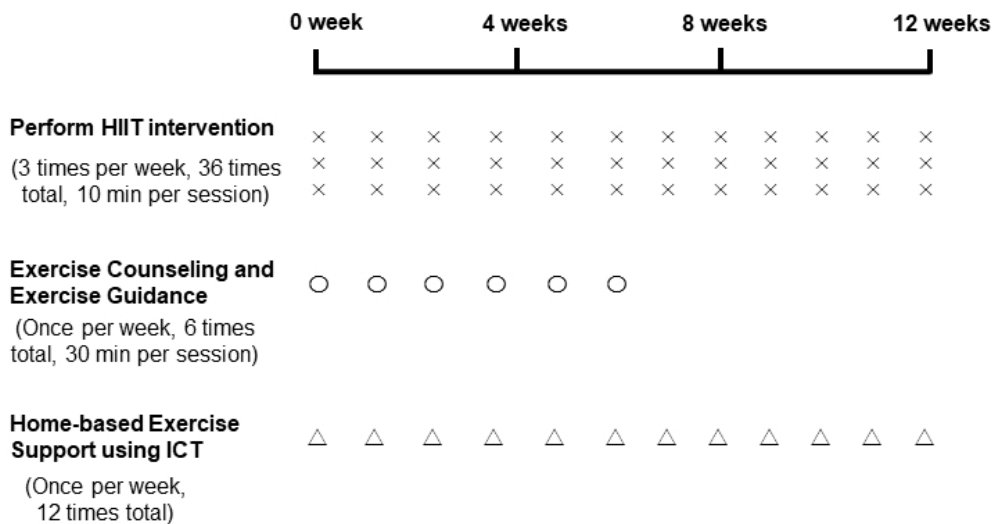 0 week 4 weeks 8 weeks 12 weeks
Perform HIIT intervention
(3 times per week, 36 times
total, 10 min per session)
Exercise Counseling and
Exercise Guidance
(Once per week, 6 times
total, 30 min per session)
Home-based Exercise
Support using ICT
(Once per week,
12 times total)